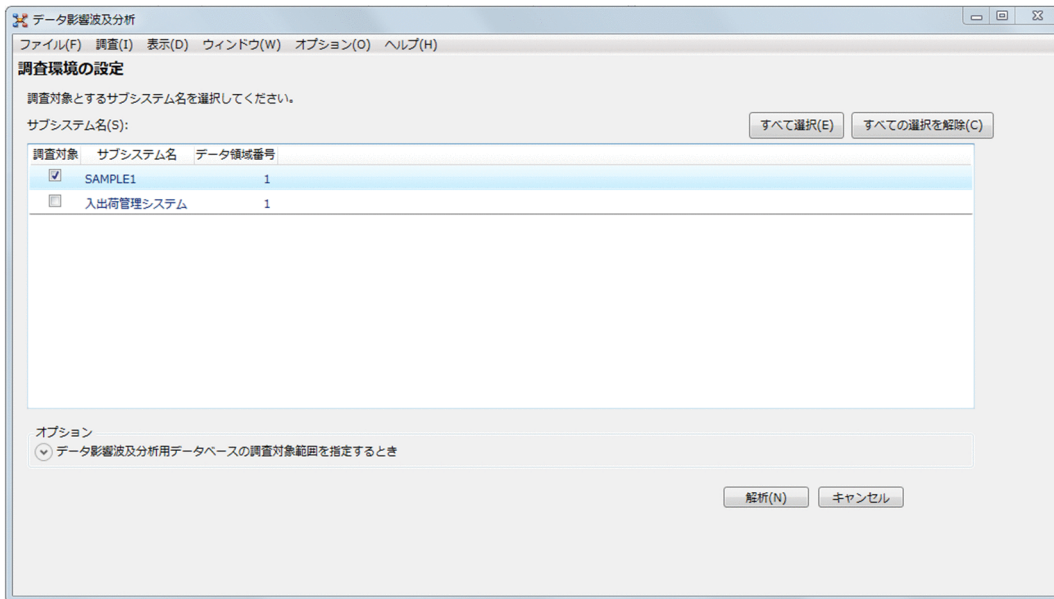 データ影響波及分析
ファイル(F) 調査(I) 表示(D) ウィンドウ(W) オプション(O) ヘルプ(H)
調査環境の設定
調査対象とするサブシステム名を選択してください。
サブシステム名(S): すべて選択(E) すべての選択を解除(C)
調査対象 サブシステム名 データ領域番号
SAMPLE1 1
入出荷管理システム 1
オプション
データ影響波及分析用データベースの調査対象範囲を指定するとき
解析(N) キャンセル